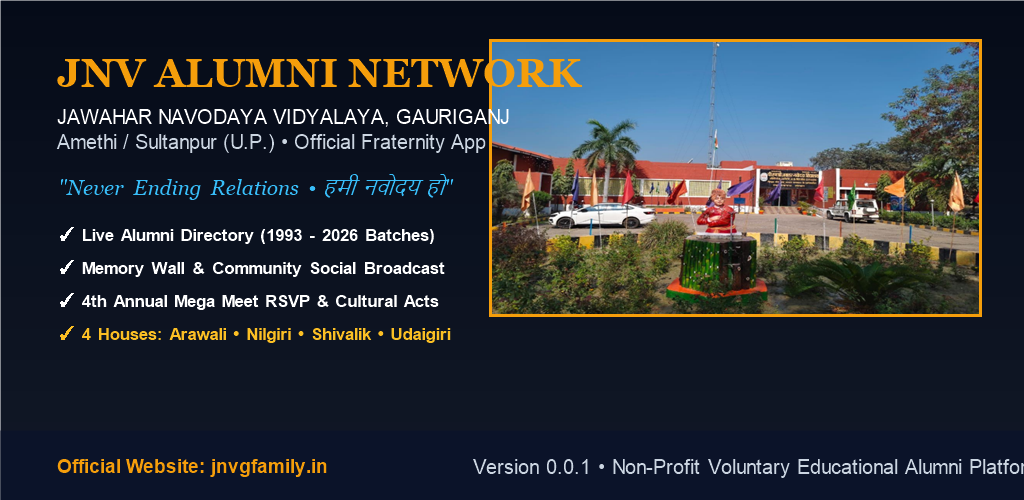 JNV ALUMNI NETWORK
JAWAHAR NAVODAYA VIDYALAYA, GAURIGANJ
Amethi / Sultanpur (U.P.) • Official Fraternity App
"Never Ending Relations • हमी नवोदय हो"
✓ Live Alumni Directory (1993 - 2026 Batches)
✓ Memory Wall & Community Social Broadcast
✓ 4th Annual Mega Meet RSVP & Cultural Acts
✓ 4 Houses: Arawali • Nilgiri • Shivalik • Udaigiri
Official Website: jnvgfamily.in
Version 0.0.1 • Non-Profit Voluntary Educational Alumni Platfor